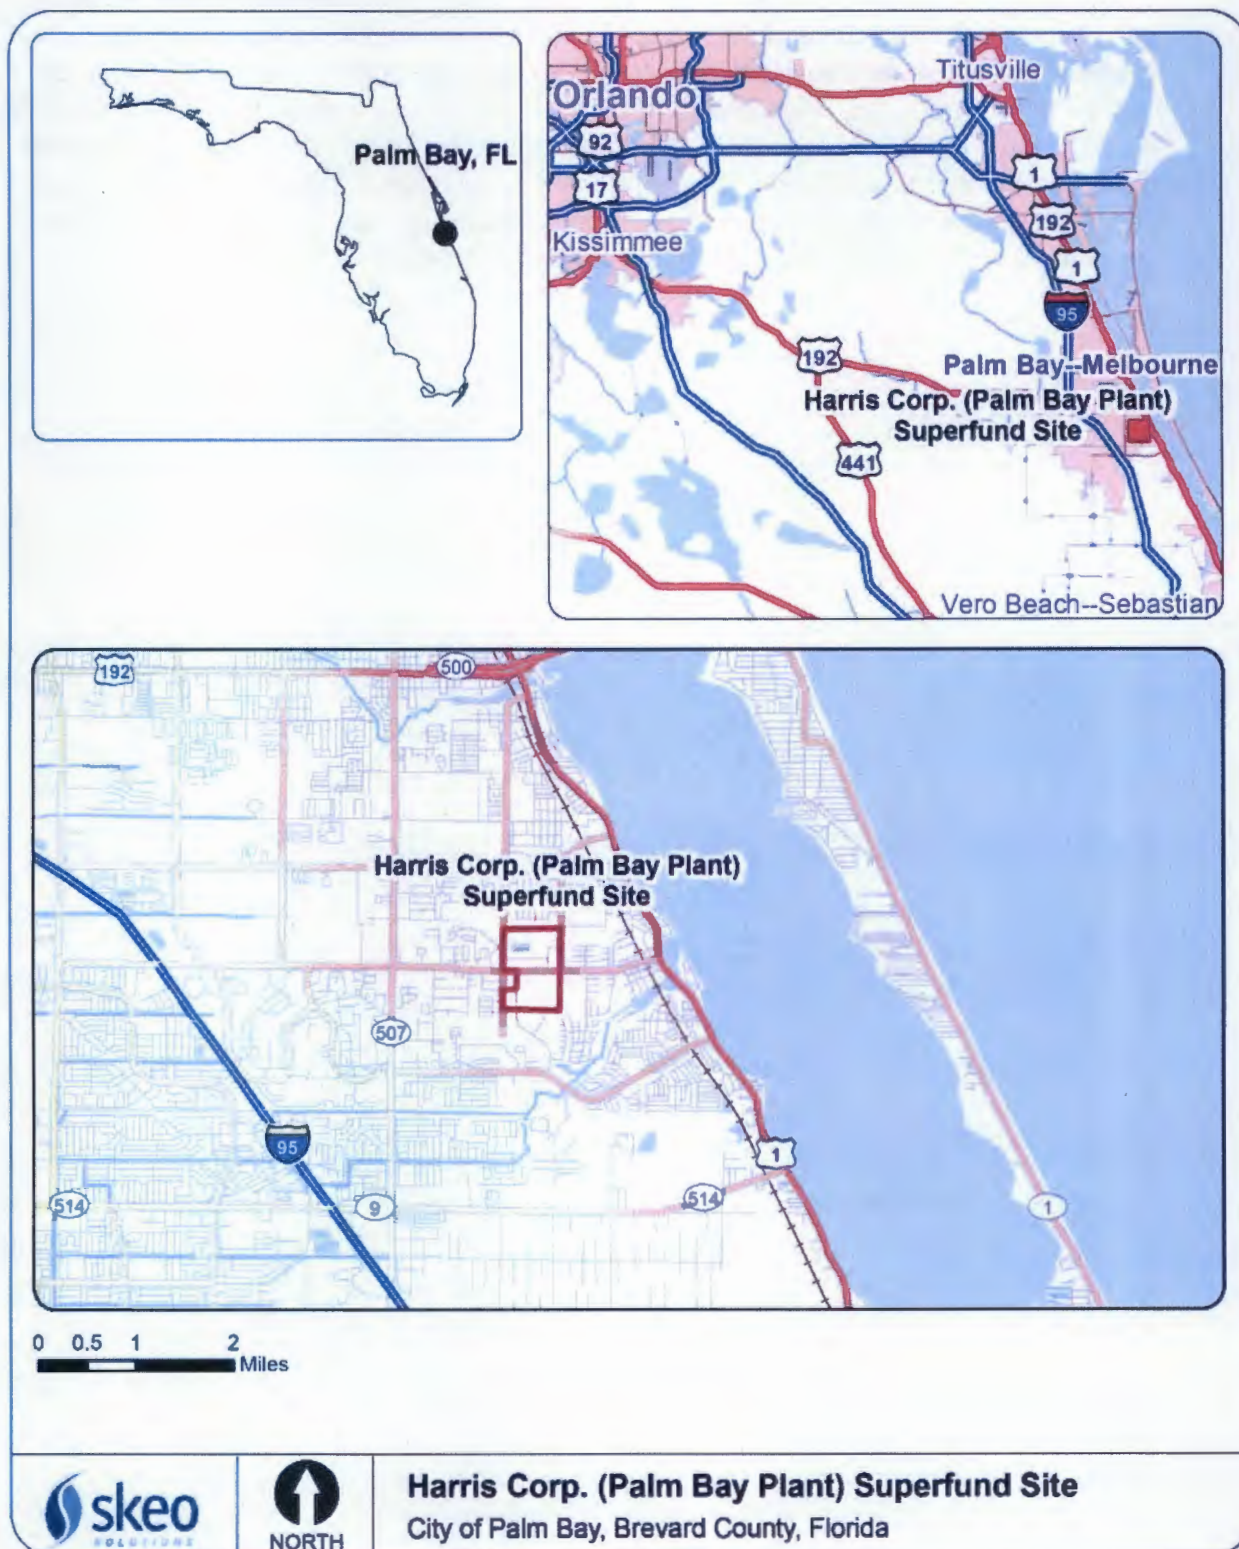 Palm Bay, FL
Orlando
Titusville
92
17
1
192
Kissimmee
1
95
192
Palm Bay--Melbourne
Harris Corp. (Palm Bay Plant)
Superfund Site
441
Vero Beach--Sebastian
192
500
Harris Corp. (Palm Bay Plant)
Superfund Site
507
95
1
514
9
514
1
0 0.5 1 2
Miles
skeo
SOLUTIONS
NORTH
Harris Corp. (Palm Bay Plant) Superfund Site
City of Palm Bay, Brevard County, Florida